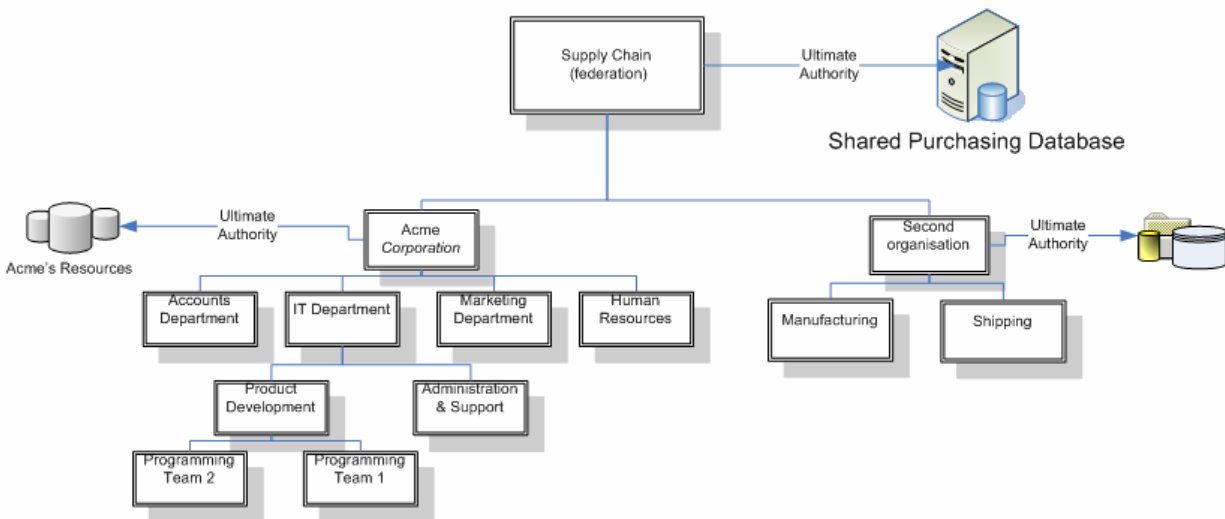 Supply Chain
(federation)
Ultimate
Authority
Shared Purchasing Database
Ultimate
Authority
Acme's Resources
Acme
Corporation
Second
organisation
Ultimate
Authority
Accounts
Department
IT Department
Marketing
Department
Human
Resources
Manufacturing
Shipping
Product
Development
Administration
& Support
Programming
Team 2
Programming
Team 1